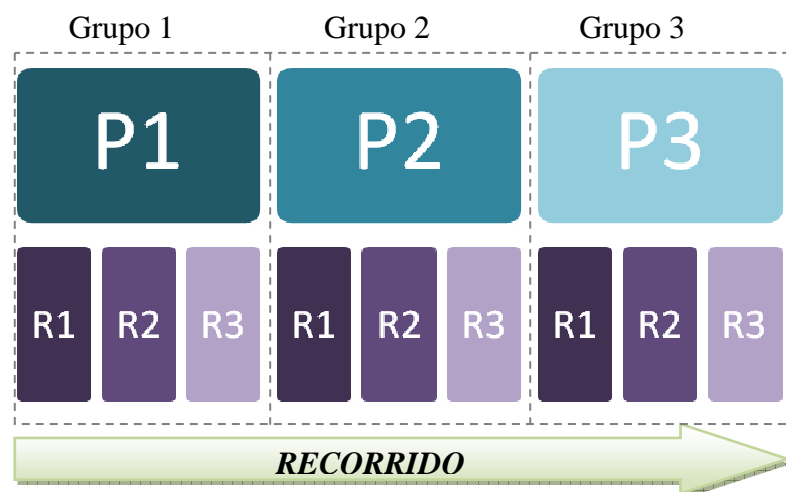 Grupo 1 Grupo 2 Grupo 3
P1 P2 P3
R1 R2 R3 R1 R2 R3 R1 R2 R3
RECORRIDO